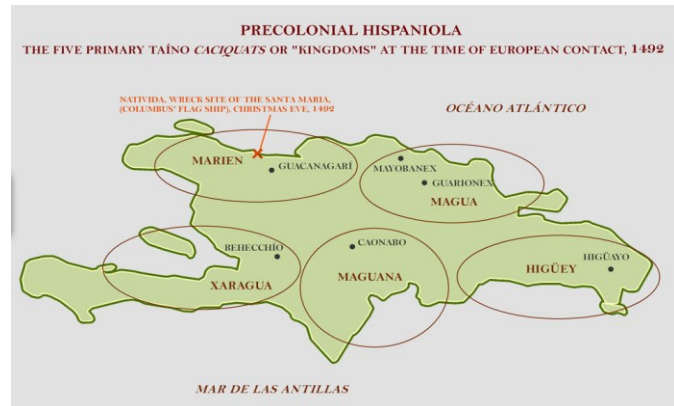 PRECOLONIAL HISPANIOLA
THE FIVE PRIMARY TAÍNO CACIQUATS OR "KINGDOMS" AT THE TIME OF EUROPEAN CONTACT, 1492
NATIVIDA, WRECK SITE OF THE SANTA MARIA,
(COLUMBUS' FLAG SHIP), CHRISTMAS EVE, 1492
OCÉANO ATLÁNTICO
MARIEN
GUACANAGARÍ
MAYOBANEX
GUARIONEX
MAGUA
BEHECCHÍO
CAONABO
HIGÜAYO
XARAGUA
MAGUANA
HIGÜEY
MAR DE LAS ANTILLAS